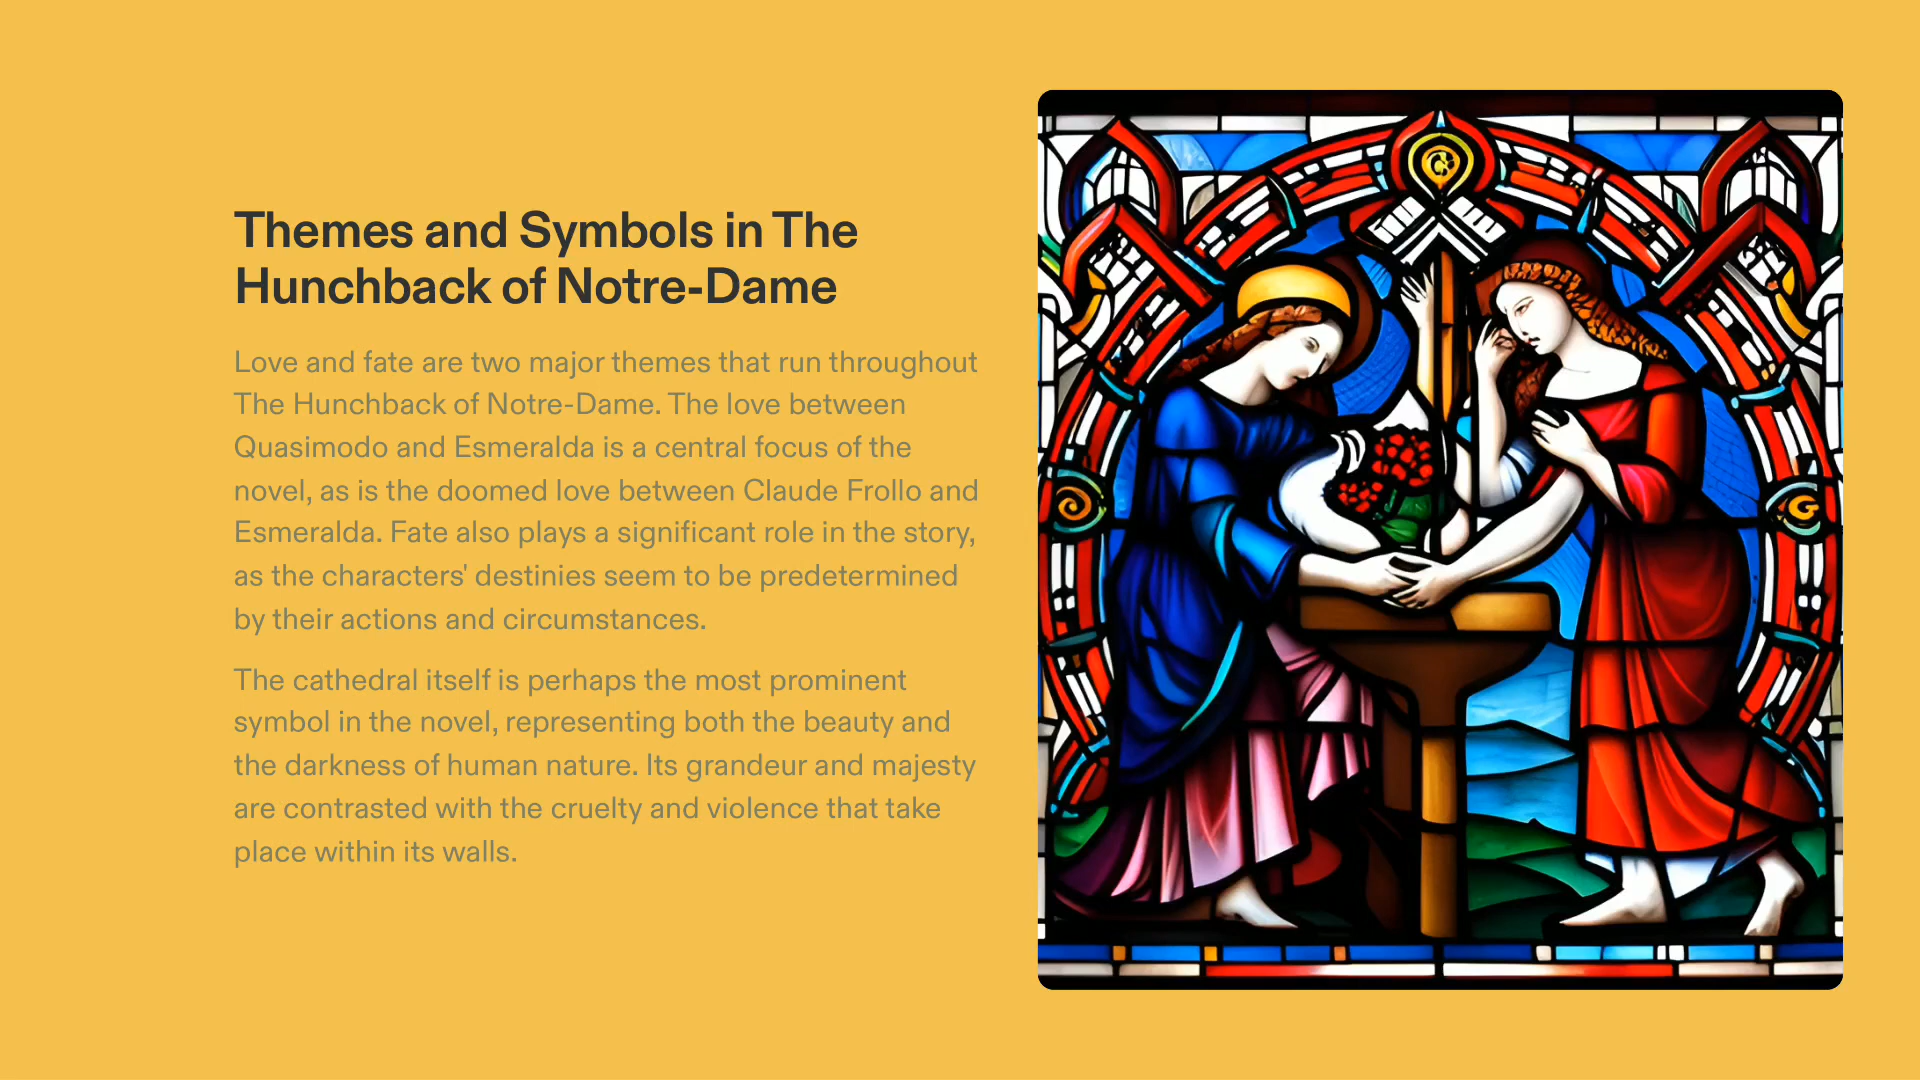 Themes and Symbols in The
Hunchback of Notre-Dame
Love and fate are two major themes that run throughout
The Hunchback of Notre-Dame. The love between
Quasimodo and Esmeralda is a central focus of the
novel, as is the doomed love between Claude Frollo and
Esmeralda. Fate also plays a significant role in the story,
as the characters' destinies seem to be predetermined
by their actions and circumstances.
The cathedral itself is perhaps the most prominent
symbol in the novel, representing both the beauty and
the darkness of human nature. Its grandeur and majesty
are contrasted with the cruelty and violence that take
place within its walls.